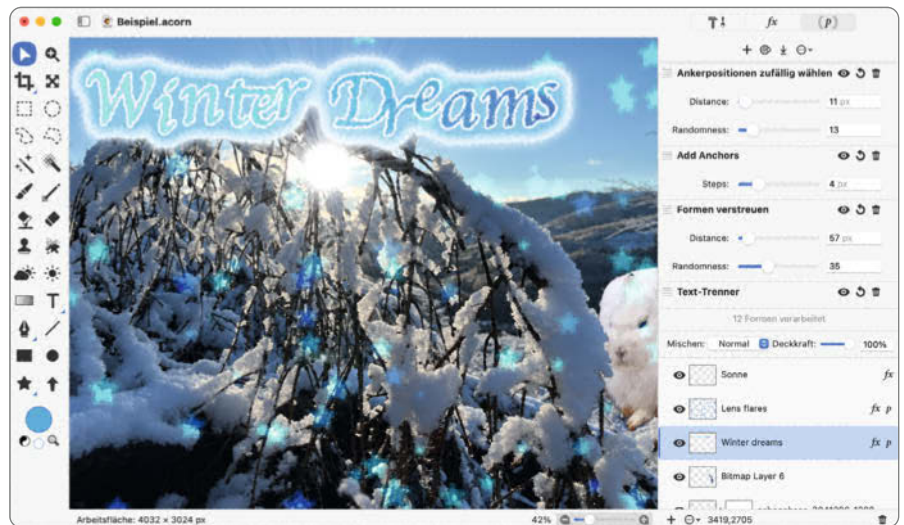 Beispiel.acorn
fx
(p)
Winter Dreams
Ankerpositionen zufällig wählen
Distance: 11 px
Randomness: 13
Add Anchors
Steps: 4 px
Formen verstreuen
Distance: 57 px
Randomness: 35
Text-Trenner
12 Formen verarbeitet
Mischen: Normal Deckkraft: 100%
Sonne fx
Lens flares fx p
Winter dreams fx p
Bitmap Layer 6
Arbeitsfläche: 4032 × 3024 px 42% 3419,2705